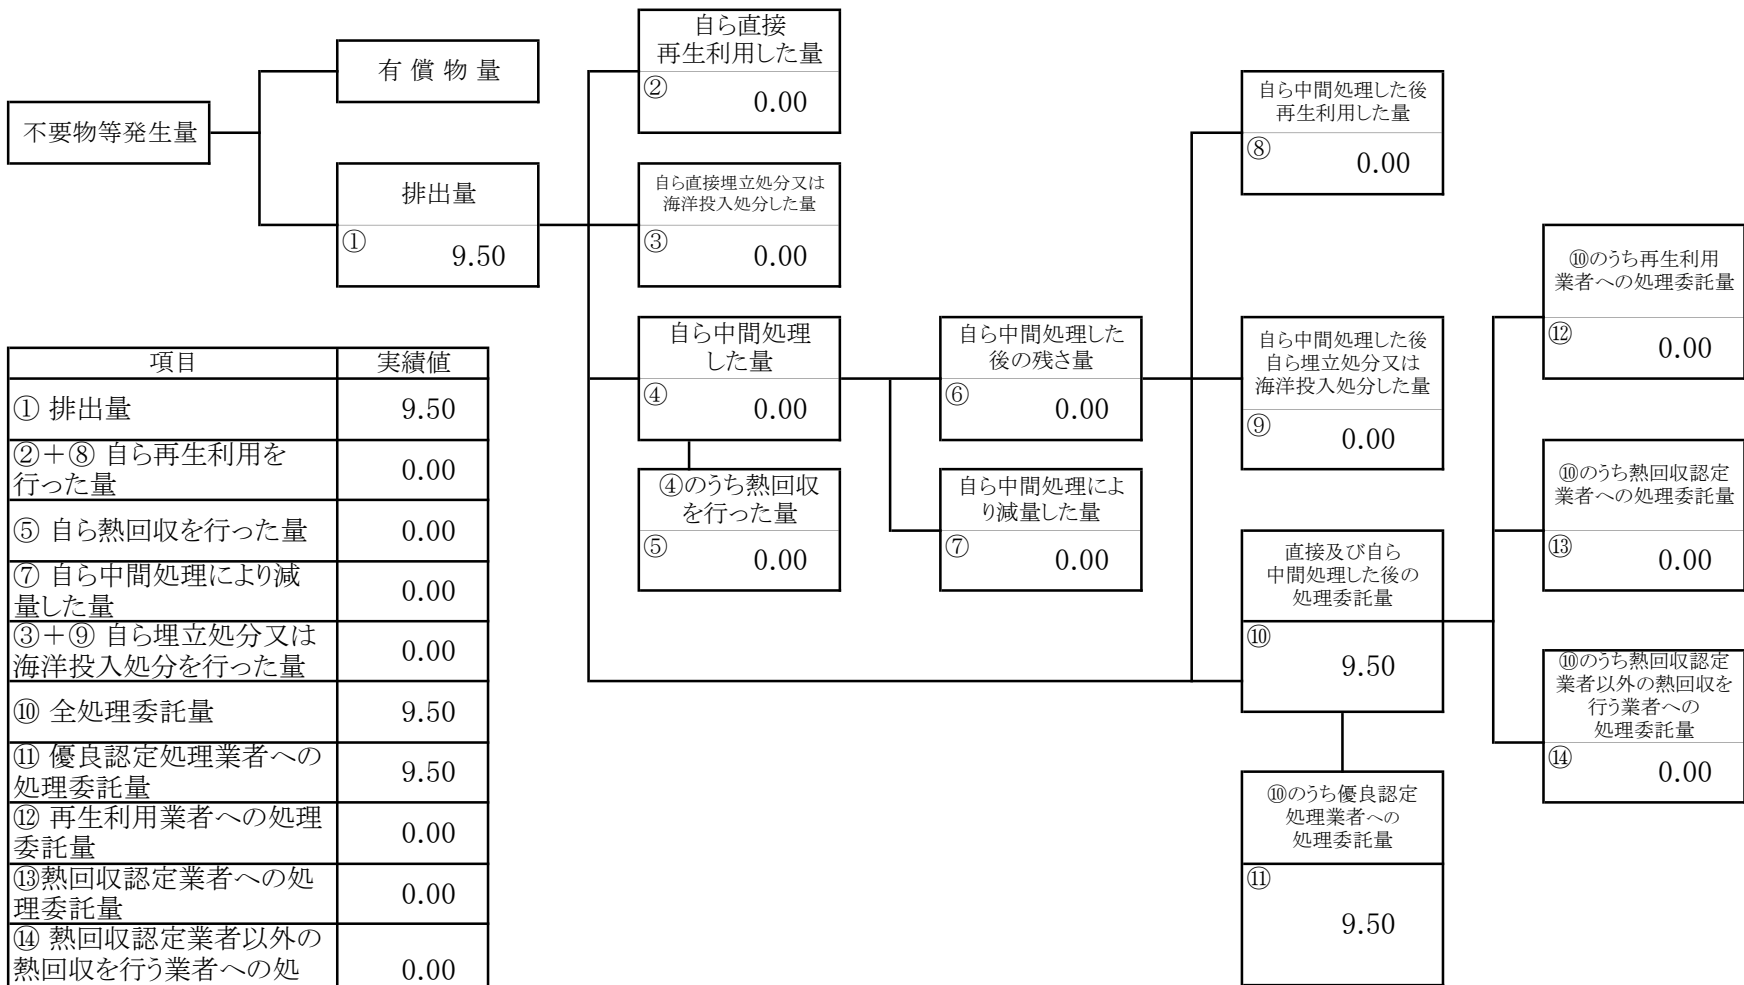 不要物等発生量
有 償 物 量
排出量
①
9.50
自ら直接
再生利用した量
②
0.00
自ら直接埋立処分又は
海洋投入処分した量
③
0.00
自ら中間処理
した量
④
0.00
④のうち熱回収
を行った量
⑤
0.00
自ら中間処理した
後の残さ量
⑥
0.00
自ら中間処理によ
り減量した量
⑦
0.00
自ら中間処理した後
再生利用した量
⑧
0.00
自ら中間処理した後
自ら埋立処分又は
海洋投入処分した量
⑨
0.00
直接及び自ら
中間処理した後の
処理委託量
⑩
9.50
⑩のうち優良認定
処理業者への
処理委託量
⑪
9.50
⑩のうち再生利用
業者への処理委託量
⑫
0.00
⑩のうち熱回収認定
業者への処理委託量
⑬
0.00
⑩のうち熱回収認定
業者以外の熱回収を
行う業者への
処理委託量
⑭
0.00
項目 実績値
① 排出量 9.50
②＋⑧ 自ら再生利用を
行った量
0.00
⑤ 自ら熱回収を行った量 0.00
⑦ 自ら中間処理により減
量した量
0.00
③＋⑨ 自ら埋立処分又は
海洋投入処分を行った量
0.00
⑩ 全処理委託量 9.50
⑪ 優良認定処理業者への
処理委託量
9.50
⑫ 再生利用業者への処理
委託量
0.00
⑬熱回収認定業者への処
理委託量
0.00
⑭ 熱回収認定業者以外の
熱回収を行う業者への処
0.00